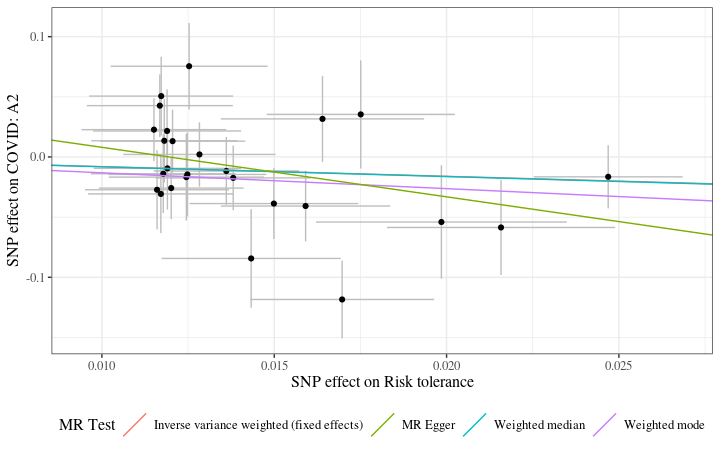 0.1
0.0
-0.1
SNP effect on COVID: A2
0.010
0.015
0.020
0.025
SNP effect on Risk tolerance
MR Test
Inverse variance weighted (fixed effects)
MR Egger
Weighted median
Weighted mode